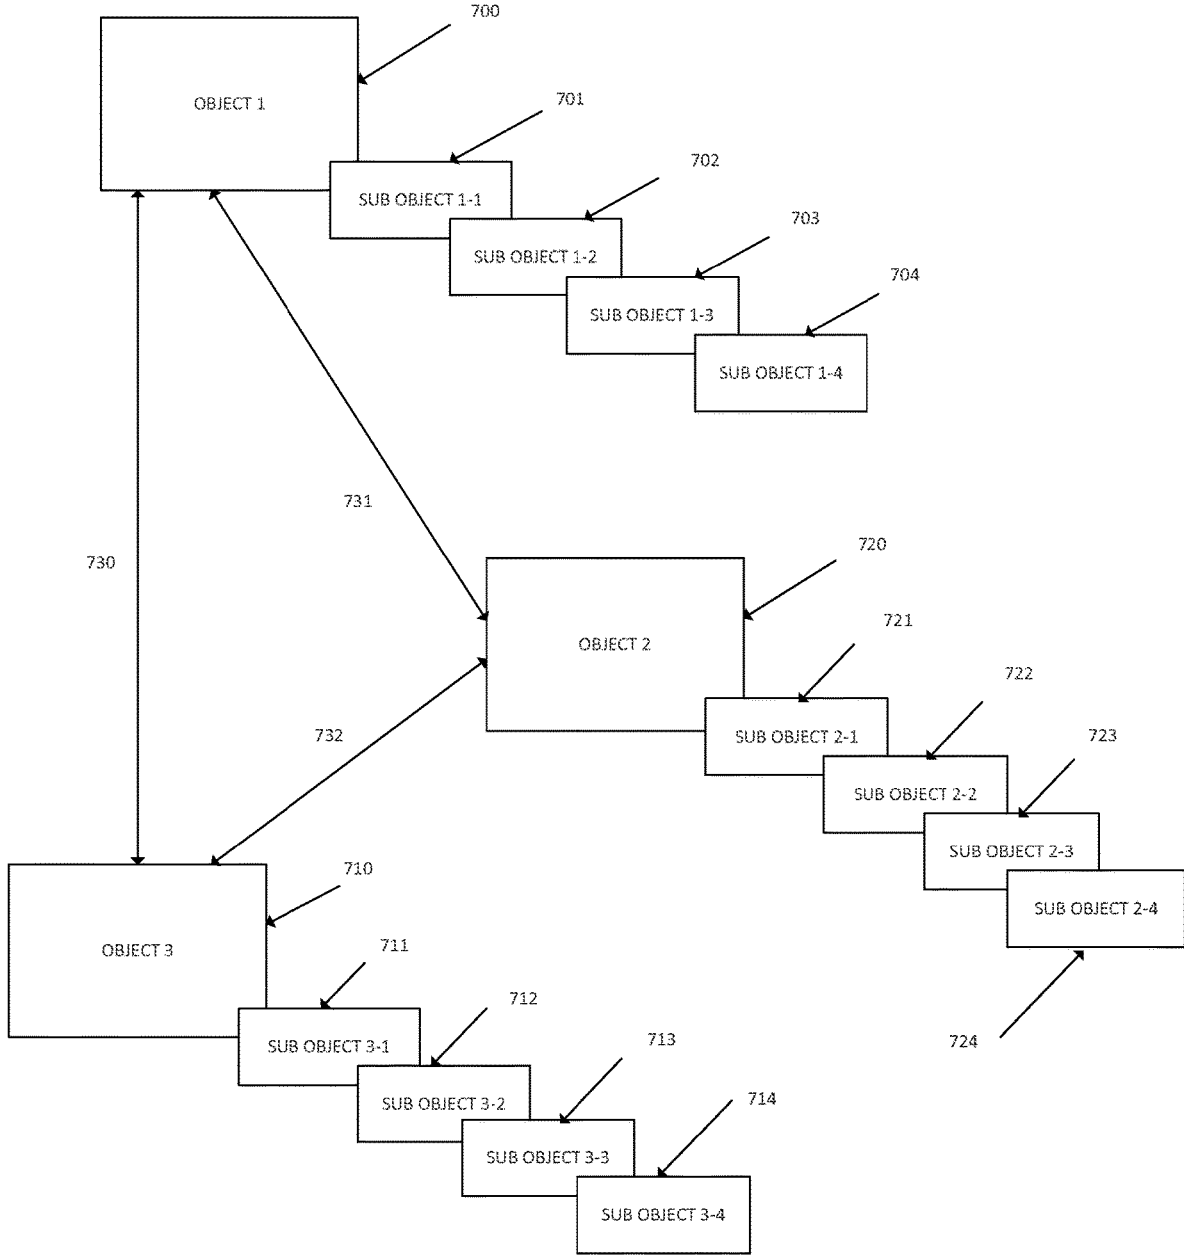 700
OBJECT 1
701
702
SUB OBJECT 1-1
703
SUB OBJECT 1-2
704
SUB OBJECT 1-3
SUB OBJECT 1-4
731
720
730
721
OBJECT 2
722
732
SUB OBJECT 2-1
723
SUB OBJECT 2-2
SUB OBJECT 2-3
710
SUB OBJECT 2-4
711
OBJECT 3
712
713
724
SUB OBJECT 3-1
714
SUB OBJECT 3-2
SUB OBJECT 3-3
SUB OBJECT 3-4